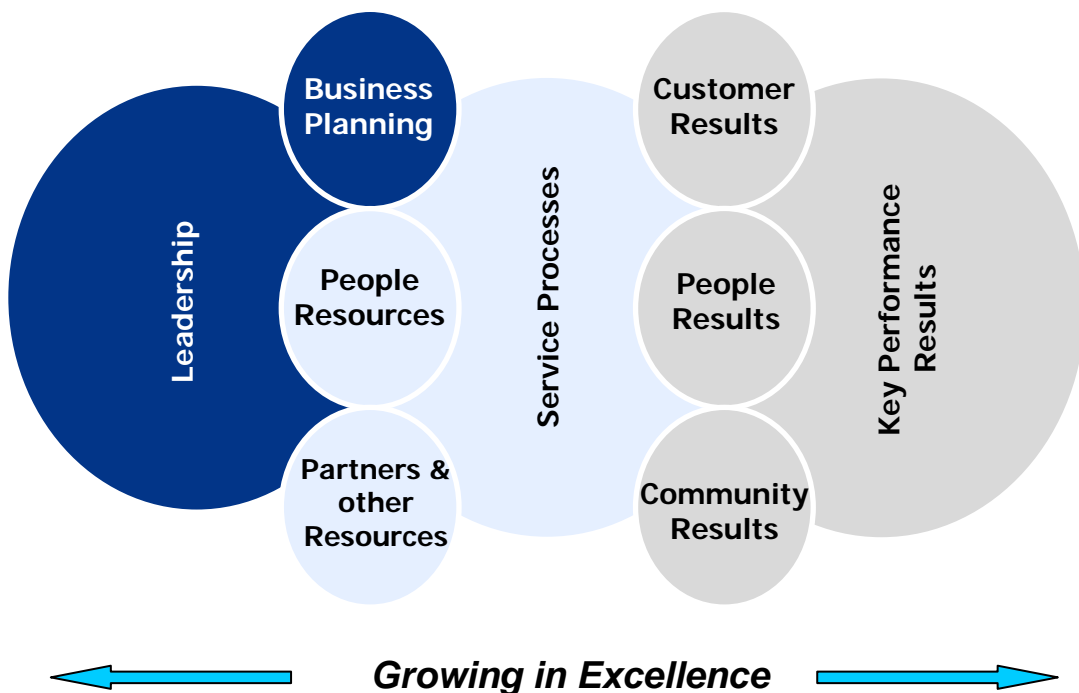 Business
Planning
Customer
Results
Leadership
People
Resources
Service Processes
People
Results
Key Performance
Results
Partners &
other
Resources
Community
Results
Growing in Excellence